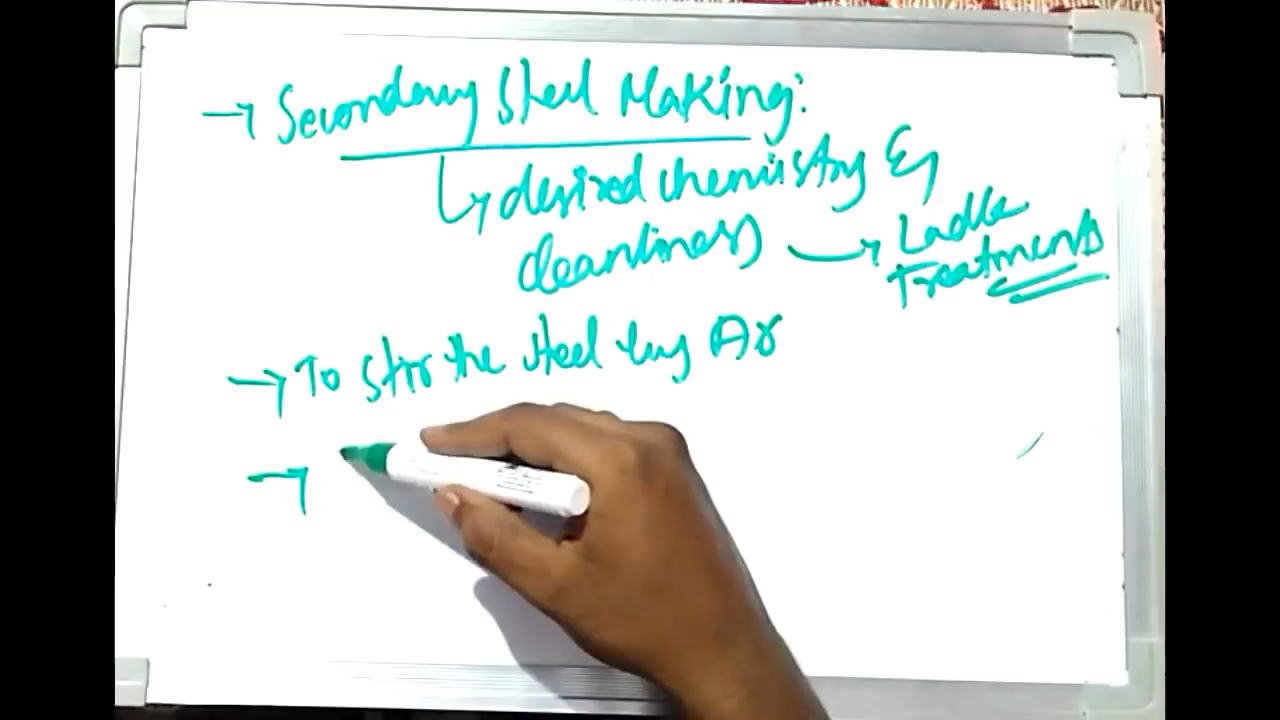 → Secondary Steel Making:
↳ desired chemistry &
cleanliness → Ladle
Treatments
→ To stir the steel by Ar
→